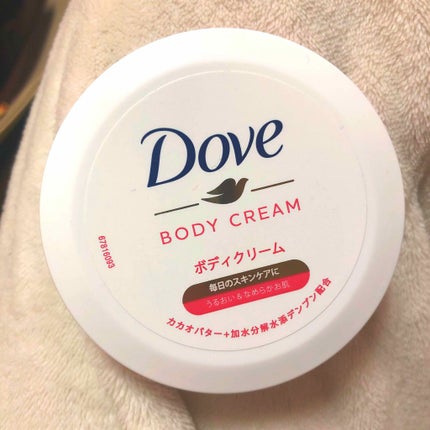 Dove
BODY CREAM
ボディクリーム
毎日のスキンケアに
うるおい&なめらかお肌
カカオバター+加水分解水添デンプン配合
67816093